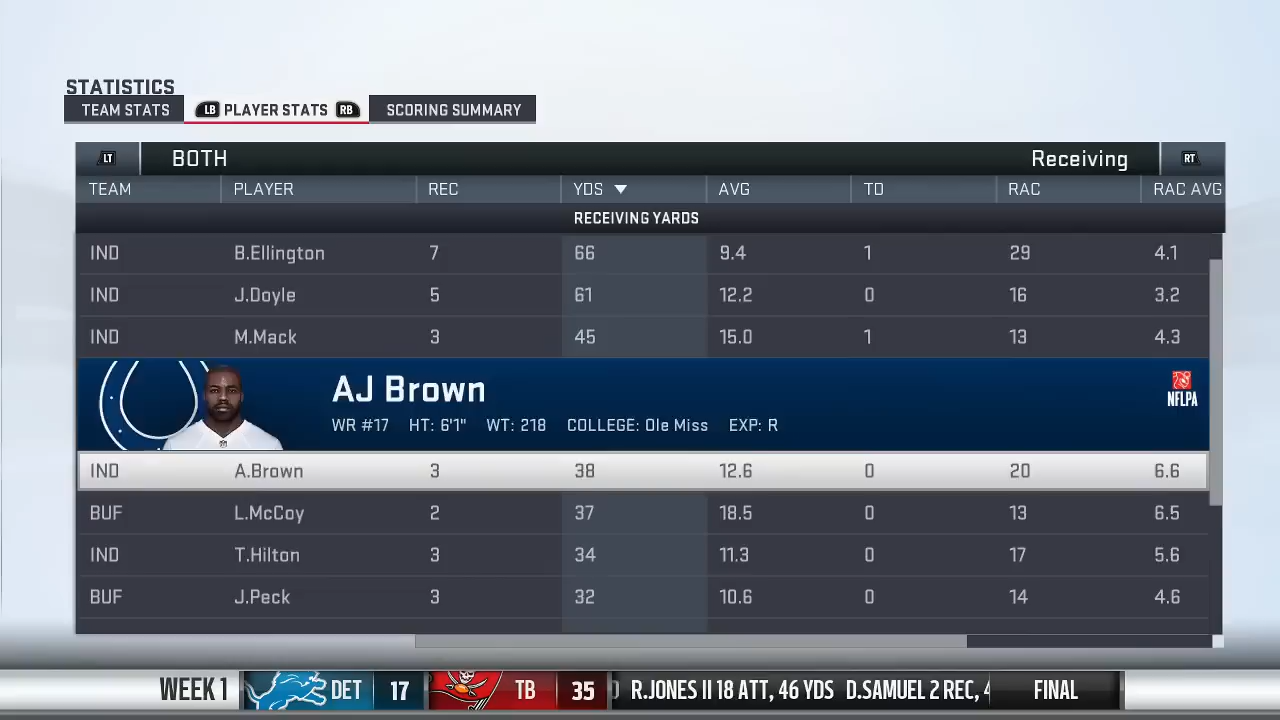 STATISTICS
TEAM STATS LB PLAYER STATS RB SCORING SUMMARY
LT BOTH Receiving RT
TEAM PLAYER REC YDS AVG TD RAC RAC AVG
RECEIVING YARDS
IND B.Ellington 7 66 9.4 1 29 4.1
IND J.Doyle 5 61 12.2 0 16 3.2
IND M.Mack 3 45 15.0 1 13 4.3
AJ Brown
WR #17 HT: 6'1" WT: 218 COLLEGE: Ole Miss EXP: R
NFLPA
IND A.Brown 3 38 12.6 0 20 6.6
BUF L.McCoy 2 37 18.5 0 13 6.5
IND T.Hilton 3 34 11.3 0 17 5.6
BUF J.Peck 3 32 10.6 0 14 4.6
WEEK 1 DET 17 TB 35 R.JONES II 18 ATT, 46 YDS D.SAMUEL 2 REC, FINAL